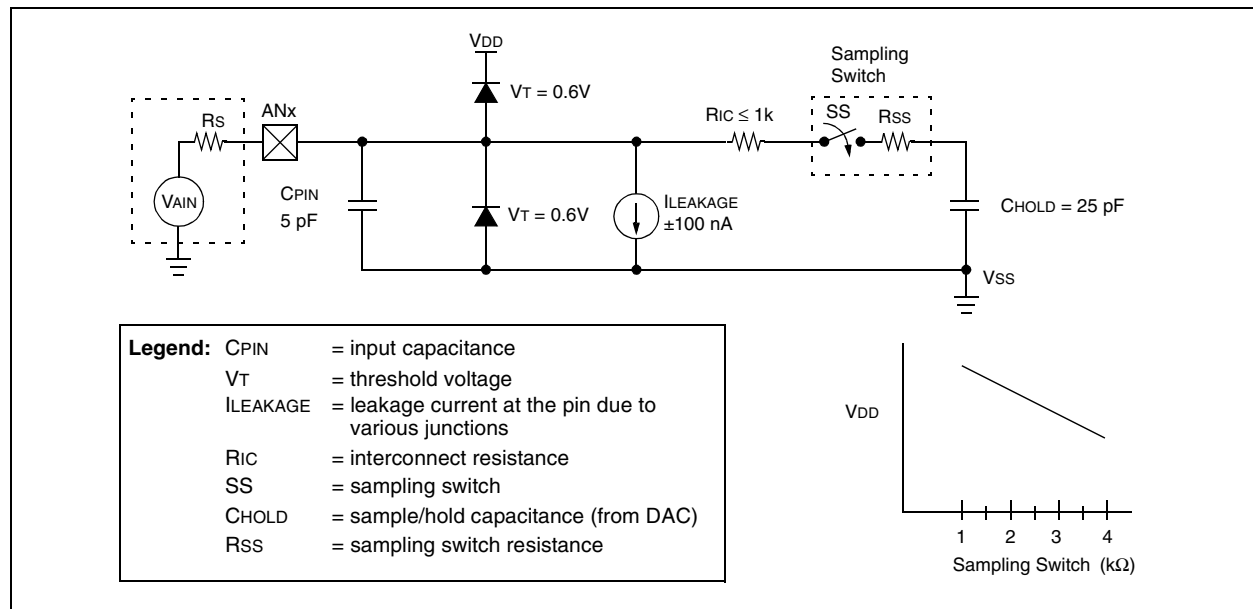 VDD
Sampling
Switch
VT = 0.6V
RS
ANx
RIC ≤ 1k
SS
RSS
VAIN
CPIN
5 pF
VT = 0.6V
ILEAKAGE
±100 nA
CHOLD = 25 pF
VSS
Legend: CPIN = input capacitance
VT = threshold voltage
ILEAKAGE = leakage current at the pin due to
various junctions
RIC = interconnect resistance
SS = sampling switch
CHOLD = sample/hold capacitance (from DAC)
RSS = sampling switch resistance
VDD
1 2 3 4
Sampling Switch (kΩ)